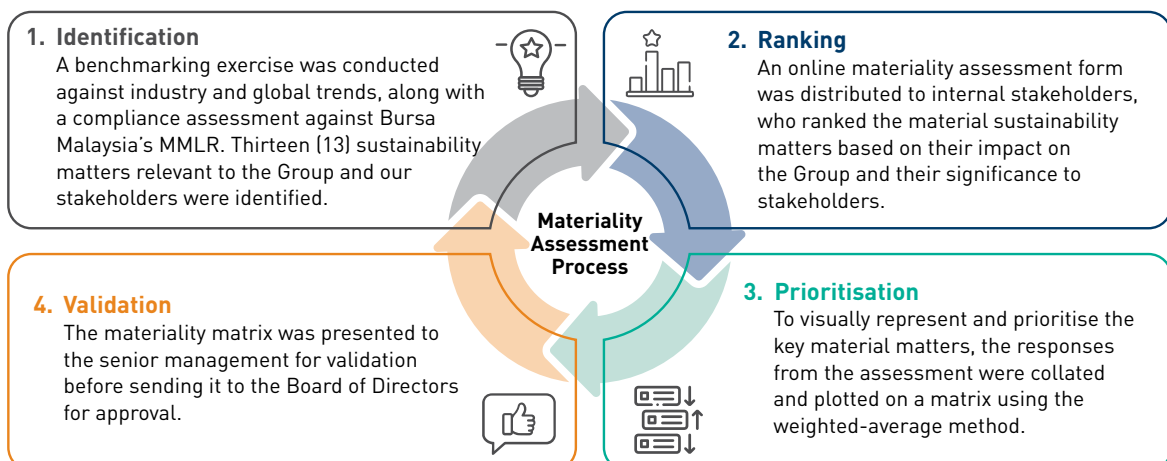 1. Identification
A benchmarking exercise was conducted
against industry and global trends, along with
a compliance assessment against Bursa
Malaysia's MMLR. Thirteen (13) sustainability
matters relevant to the Group and our
stakeholders were identified.
2. Ranking
An online materiality assessment form
was distributed to internal stakeholders,
who ranked the material sustainability
matters based on their impact on
the Group and their significance to
stakeholders.
Materiality
Assessment
Process
3. Prioritisation
To visually represent and prioritise the
key material matters, the responses
from the assessment were collated
and plotted on a matrix using the
weighted-average method.
4. Validation
The materiality matrix was presented to
the senior management for validation
before sending it to the Board of Directors
for approval.